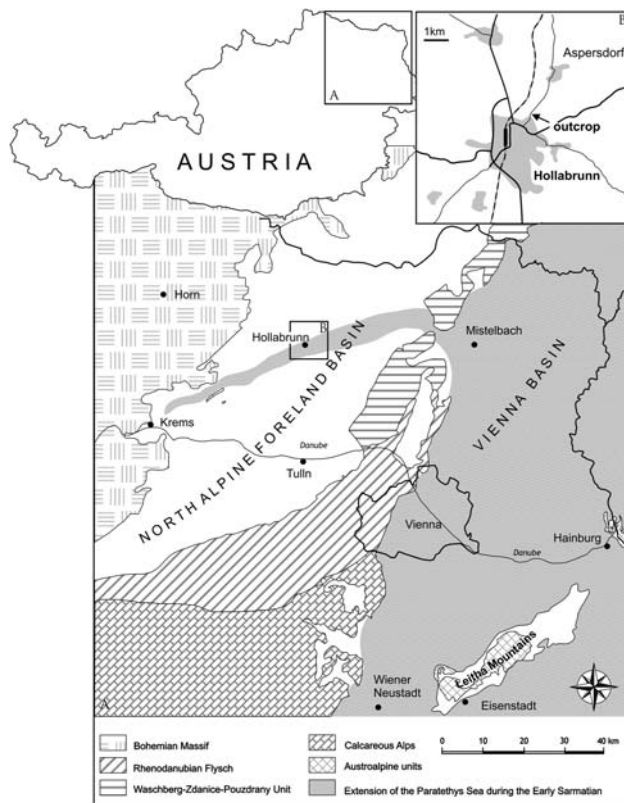 B
1km
Aspersdorf
outcrop
Hollabrunn
A
AUSTRIA
Horn
B
Hollabrunn
Mistelbach
NORTH ALPINE FORELAND BASIN
VIENNA BASIN
Krems
Danube
Tulln
Vienna
Hainburg
Danube
Leitha Mountains
Wiener
Neustadt
Eisenstadt
A
Bohemian Massif
Calcareous Alps
0 10 20 30 40 km
Rhenodanubian Flysch
Austroalpine units
Waschberg-Zdanice-Pouzdrany Unit
Extension of the Paratethys Sea during the Early Sarmatian